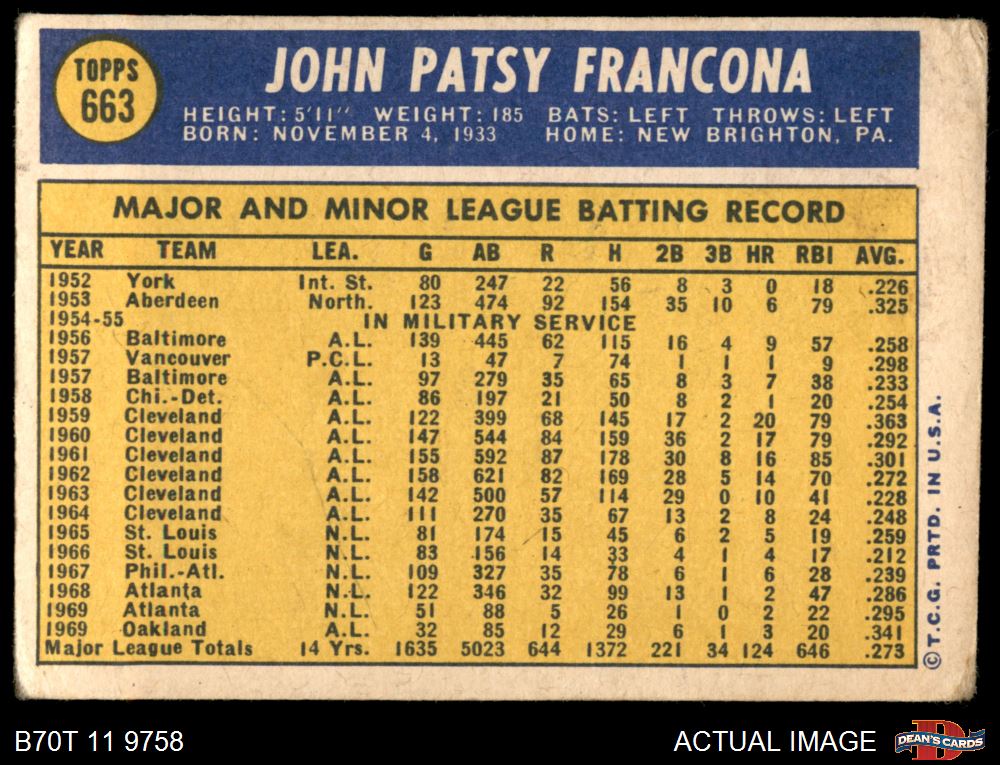 TOPPS
663
JOHN PATSY FRANCONA
HEIGHT: 5'11" WEIGHT: 185 BATS: LEFT THROWS: LEFT
BORN: NOVEMBER 4, 1933 HOME: NEW BRIGHTON, PA.
MAJOR AND MINOR LEAGUE BATTING RECORD
YEAR TEAM LEA. G AB R H 2B 3B HR RBI AVG.
1952 York Int. St. 80 247 22 56 8 3 0 18 .226
1953 Aberdeen North. 123 474 92 154 35 10 6 79 .325
1954-55 IN MILITARY SERVICE
1956 Baltimore A.L. 139 445 62 115 16 4 9 57 .258
1957 Vancouver P.C.L. 13 47 7 74 1 1 1 9 .298
1957 Baltimore A.L. 97 279 35 65 8 3 7 38 .233
1958 Chi.-Det. A.L. 86 197 21 50 8 2 1 20 .254
1959 Cleveland A.L. 122 399 68 145 17 2 20 79 .363
1960 Cleveland A.L. 147 544 84 159 36 2 17 79 .292
1961 Cleveland A.L. 155 592 87 178 30 8 16 85 .301
1962 Cleveland A.L. 158 621 82 169 28 5 14 70 .272
1963 Cleveland A.L. 142 500 57 114 29 0 10 41 .228
1964 Cleveland A.L. 111 270 35 67 13 2 8 24 .248
1965 St. Louis N.L. 81 174 15 45 6 2 5 19 .259
1966 St. Louis N.L. 83 156 14 33 4 1 4 17 .212
1967 Phil.-Atl. N.L. 109 327 35 78 6 1 6 28 .239
1968 Atlanta N.L. 122 346 32 99 13 1 2 47 .286
1969 Atlanta N.L. 51 88 5 26 1 0 2 22 .295
1969 Oakland A.L. 32 85 12 29 6 1 3 20 .341
Major League Totals 14 Yrs. 1635 5023 644 1372 221 34 124 646 .273
© T.C.G. PRTD. IN U.S.A.
B70T 11 9758
ACTUAL IMAGE
D
DEAN'S CARDS